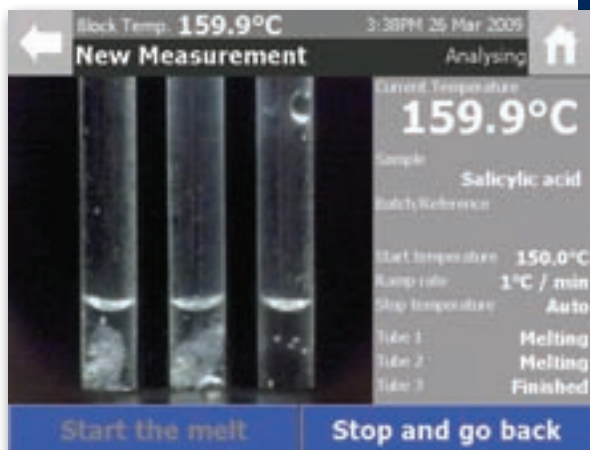 Block Temp. 159.9°C 3:38PM 26 Mar 2009
New Measurement Analysing
Current Temperature
159.9°C
Sample
Salicylic acid
Batch/Reference
Start temperature 150.0°C
Ramp rate 1°C / min
Stop temperature Auto
Tube 1 Melting
Tube 2 Melting
Tube 3 Finished
Start the melt Stop and go back